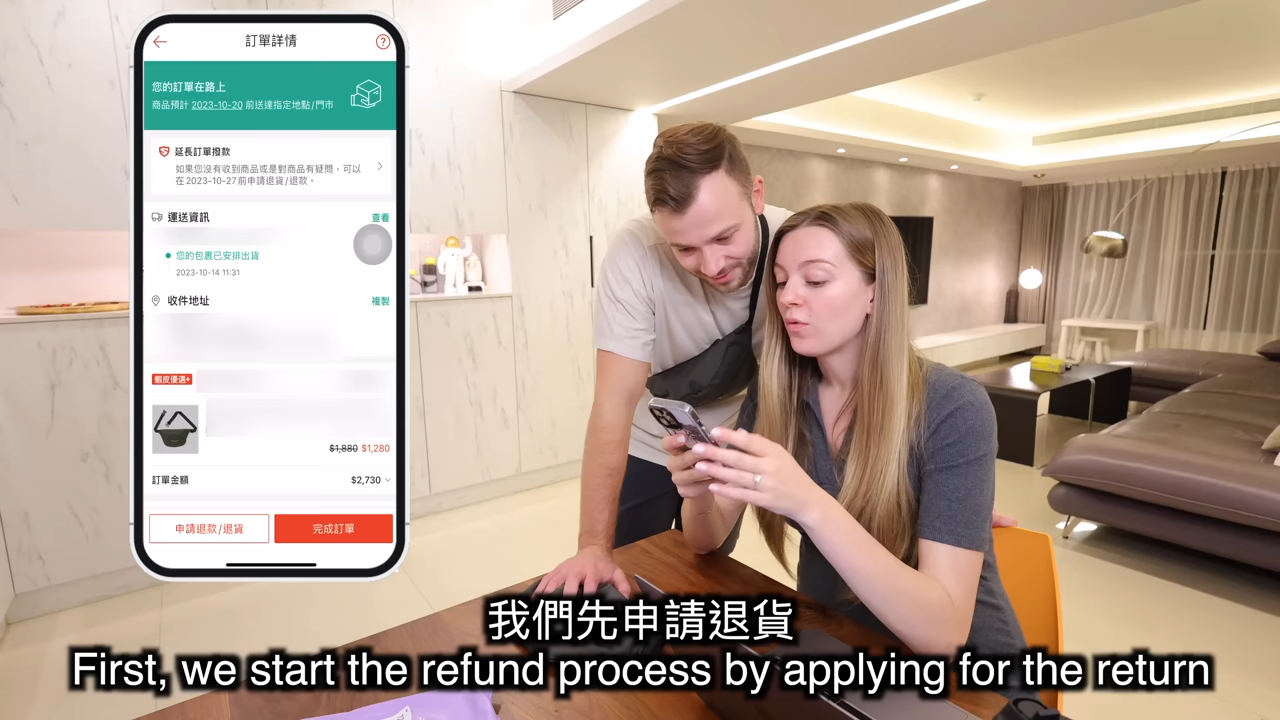 訂單詳情
?
您的訂單在路上
商品預計 2023-10-20 前送達指定地點/門市
延長訂單撥款
如果您沒有收到商品或是對商品有疑問，可以
在2023-10-27前申請退貨/退款。
運送資訊
查看
您的包裹已安排出貨
2023-10-14 11:31
收件地址
複製
蝦皮優選+
$1,880 $1,280
訂單金額
$2,730
申請退款/退貨
完成訂單
我們先申請退貨
First, we start the refund process by applying for the return